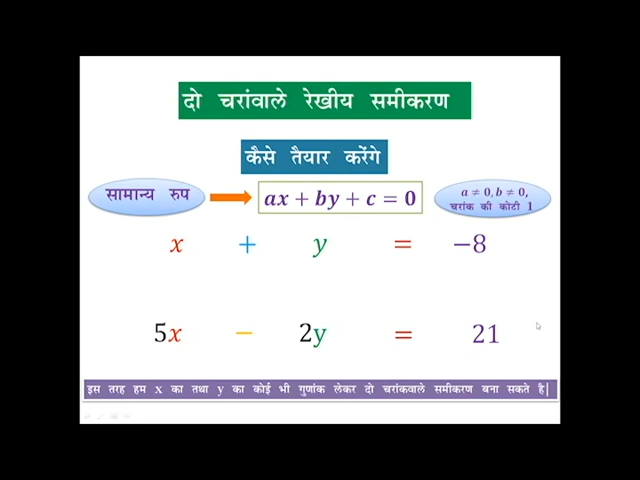 दो चरांवाले रेखीय समीकरण
कैसे तैयार करेंगे
सामान्य रुप
ax + by + c = 0
a ≠ 0, b ≠ 0,
चरांक की कोटी 1
x + y = −8
5x − 2y = 21
इस तरह हम x का तथा y का कोई भी गुणांक लेकर दो चरांकवाले समीकरण बना सकते है|